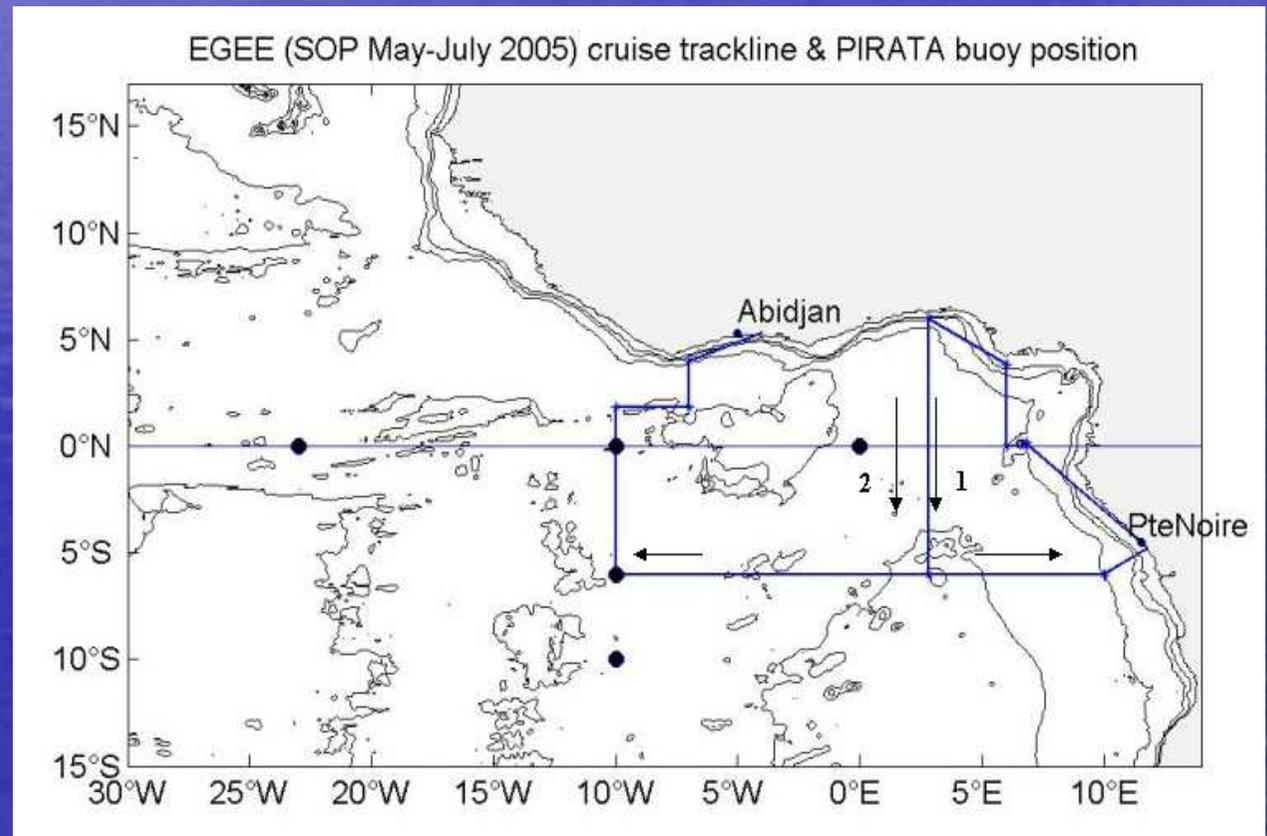 EGEE (SOP May-July 2005) cruise trackline & PIRATA buoy position
15°N
10°N
Abidjan
5°N
0°N
2 1
PteNoire
5°S
10°S
15°S
30°W 25°W 20°W 15°W 10°W 5°W 0°E 5°E 10°E